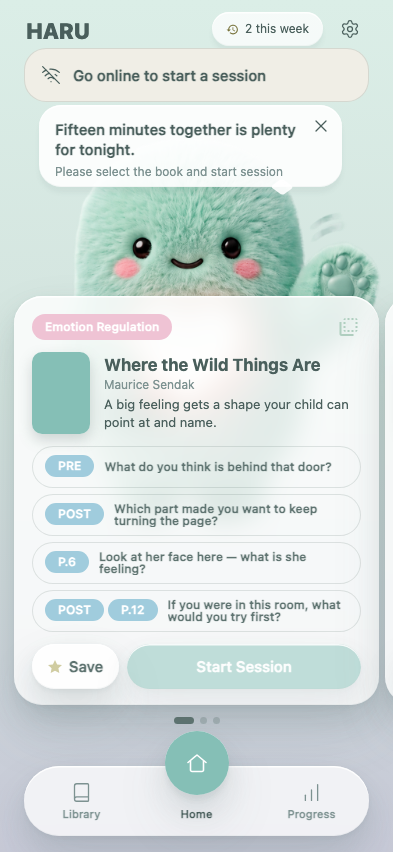 HARU
2 this week
Go online to start a session
Fifteen minutes together is plenty
for tonight.
Please select the book and start session
Emotion Regulation
Where the Wild Things Are
Maurice Sendak
A big feeling gets a shape your child can
point at and name.
PRE What do you think is behind that door?
POST Which part made you want to keep
turning the page?
P.6 Look at her face here — what is she
feeling?
POST P.12 If you were in this room, what
would you try first?
Save
Start Session
Library
Home
Progress